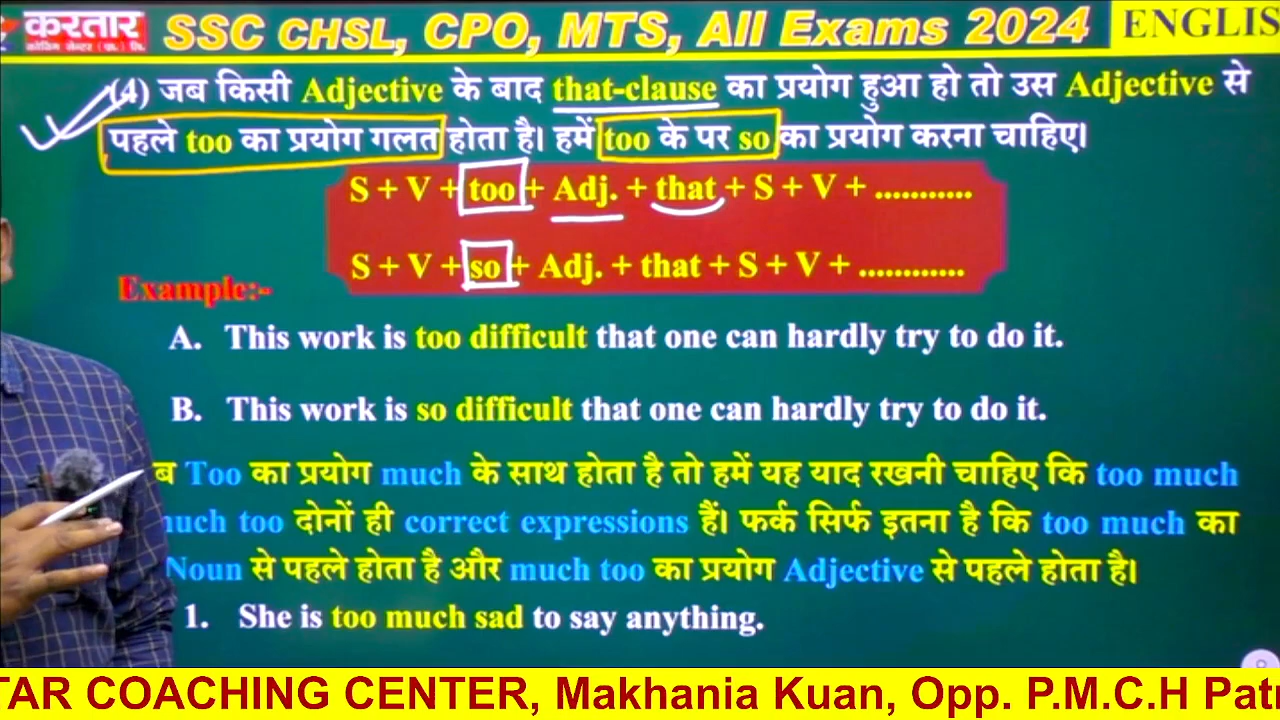 करतार
कोचिंग सेन्टर (प्रा.) लि.
SSC CHSL, CPO, MTS, All Exams 2024
ENGLIS
(4) जब किसी Adjective के बाद that-clause का प्रयोग हुआ हो तो उस Adjective से
पहले too का प्रयोग गलत होता है। हमें too के पर so का प्रयोग करना चाहिए।
S + V + too + Adj. + that + S + V + ............
S + V + so + Adj. + that + S + V + .............
Example:-
A. This work is too difficult that one can hardly try to do it.
B. This work is so difficult that one can hardly try to do it.
ब Too का प्रयोग much के साथ होता है तो हमें यह याद रखनी चाहिए कि too much
uch too दोनों ही correct expressions हैं। फर्क सिर्फ इतना है कि too much का
Noun से पहले होता है और much too का प्रयोग Adjective से पहले होता है।
1. She is too much sad to say anything.
TAR COACHING CENTER, Makhania Kuan, Opp. P.M.C.H Pat